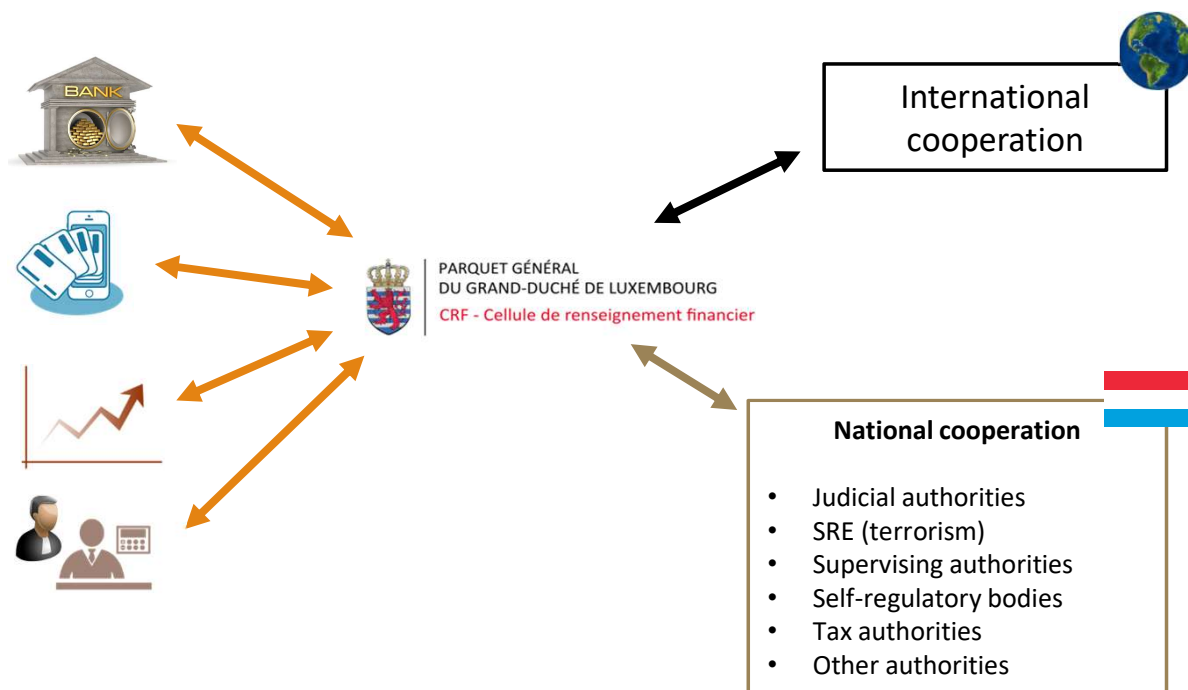 BANK
International
cooperation
PARQUET GÉNÉRAL
DU GRAND-DUCHÉ DE LUXEMBOURG
CRF - Cellule de renseignement financier
National cooperation
• Judicial authorities
• SRE (terrorism)
• Supervising authorities
• Self-regulatory bodies
• Tax authorities
• Other authorities